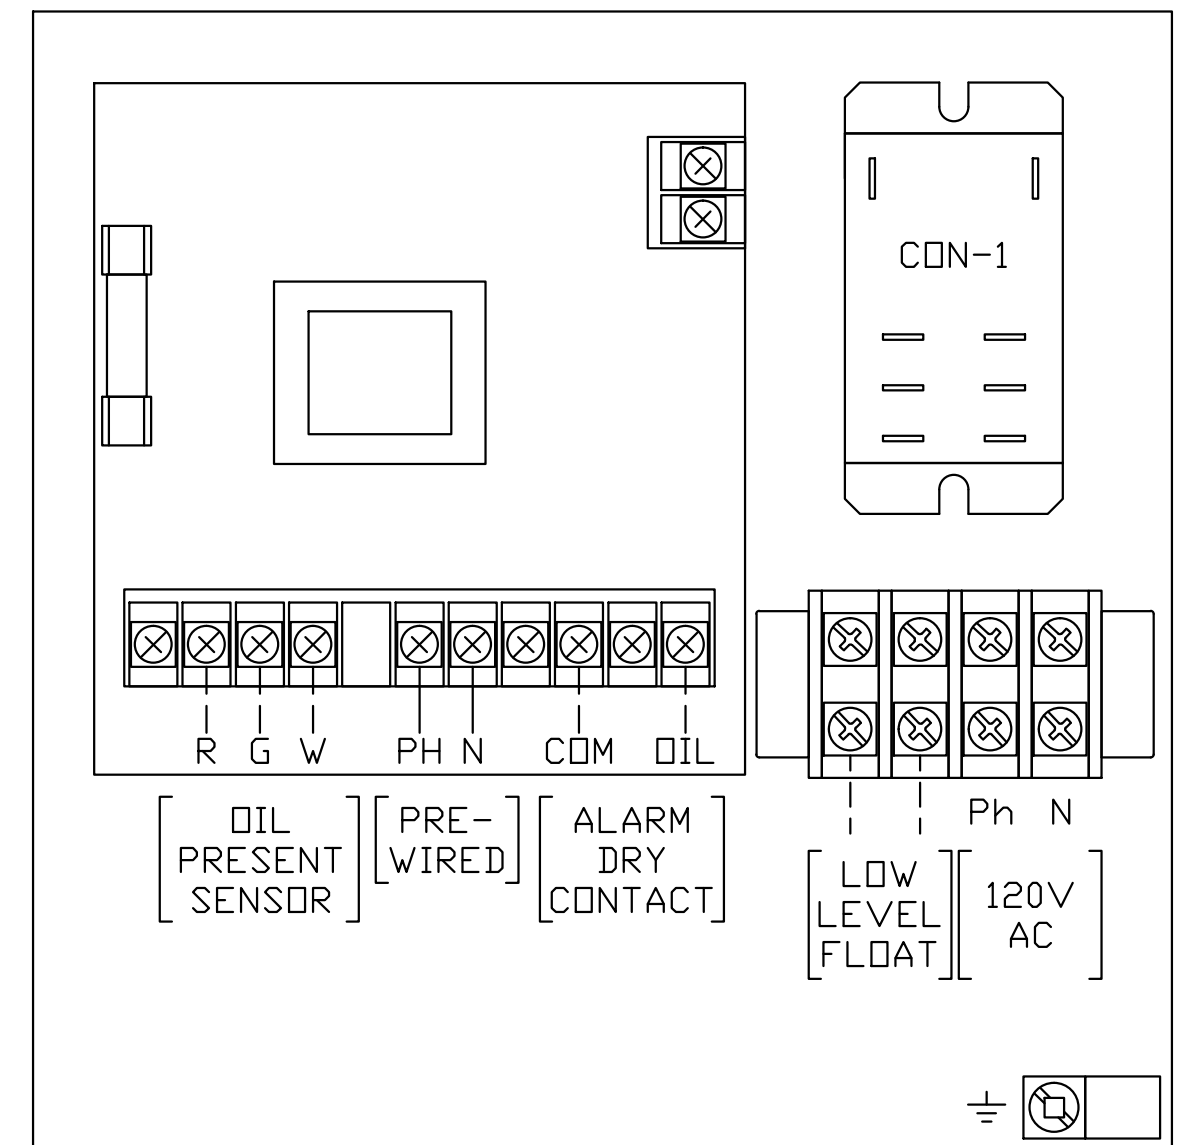 CON-1
R G W PH N COM OIL
OIL
PRESENT
SENSOR
PRE-
WIRED
ALARM
DRY
CONTACT
Ph N
LOW
LEVEL
FLOAT
120V
AC